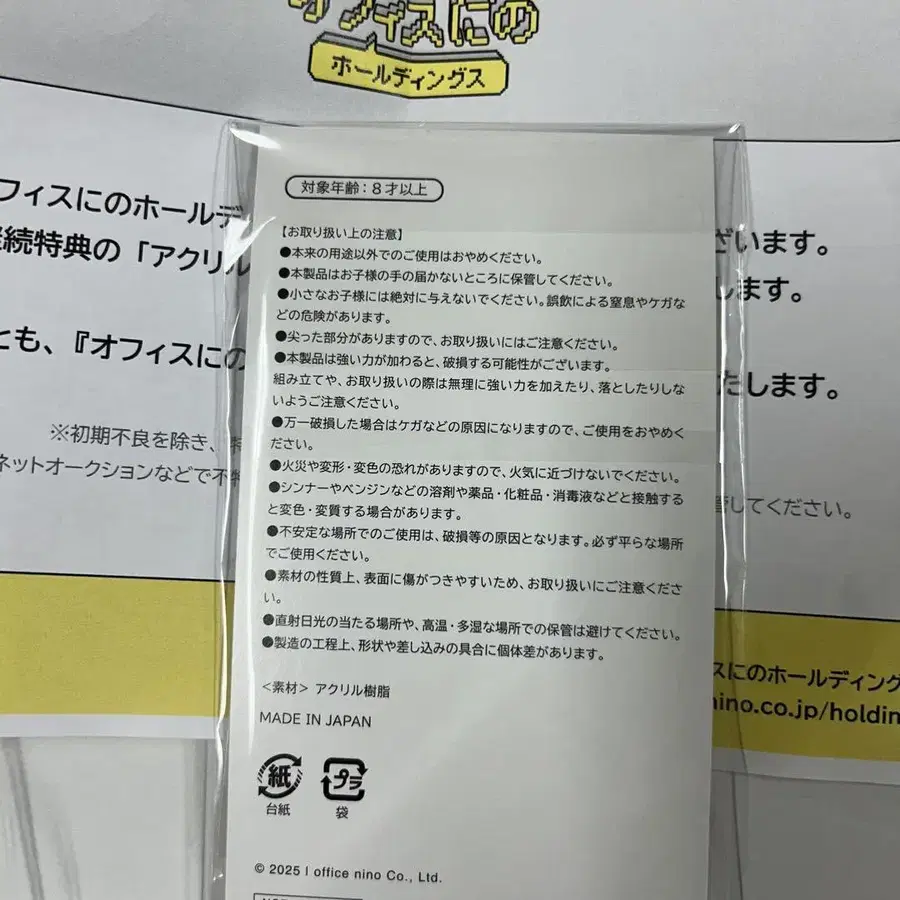 オフィスにの
ホールディングス
フィスにのホールデ
ざいます。
継続特典の「アクリル
します。
とも、『オフィスにの
たします。
※初期不良を除き、
ネットオークションなどで不
管してください。
対象年齢：8才以上
【お取り扱い上の注意】
●本来の用途以外でのご使用はおやめください。
●本製品はお子様の手の届かないところに保管してください。
●小さなお子様には絶対に与えないでください。誤飲による窒息やケガな
どの危険があります。
●尖った部分がありますので、お取り扱いにはご注意ください。
●本製品は強い力が加わると、破損する可能性がございます。
組み立てや、お取り扱いの際は無理に強い力を加えたり、落としたりしな
いようご注意ください。
●万一破損した場合はケガなどの原因になりますので、ご使用をおやめく
ださい。
●火災や変形・変色の恐れがありますので、火気に近づけないでください。
●シンナーやベンジンなどの溶剤や薬品・化粧品・消毒液などと接触する
と変色・変質する場合があります。
●不安定な場所でのご使用は、破損等の原因となります。必ず平らな場所
でご使用ください。
●素材の性質上、表面に傷がつきやすいため、お取り扱いにご注意くださ
い。
●直射日光の当たる場所や、高温・多湿な場所での保管は避けてください。
●製造の工程上、形状や差し込みの具合に個体差があります。
＜素材＞ アクリル樹脂
MADE IN JAPAN
紙 プラ
台紙 袋
© 2025 I office nino Co., Ltd.
スにのホールディング
nino.co.jp/holdin